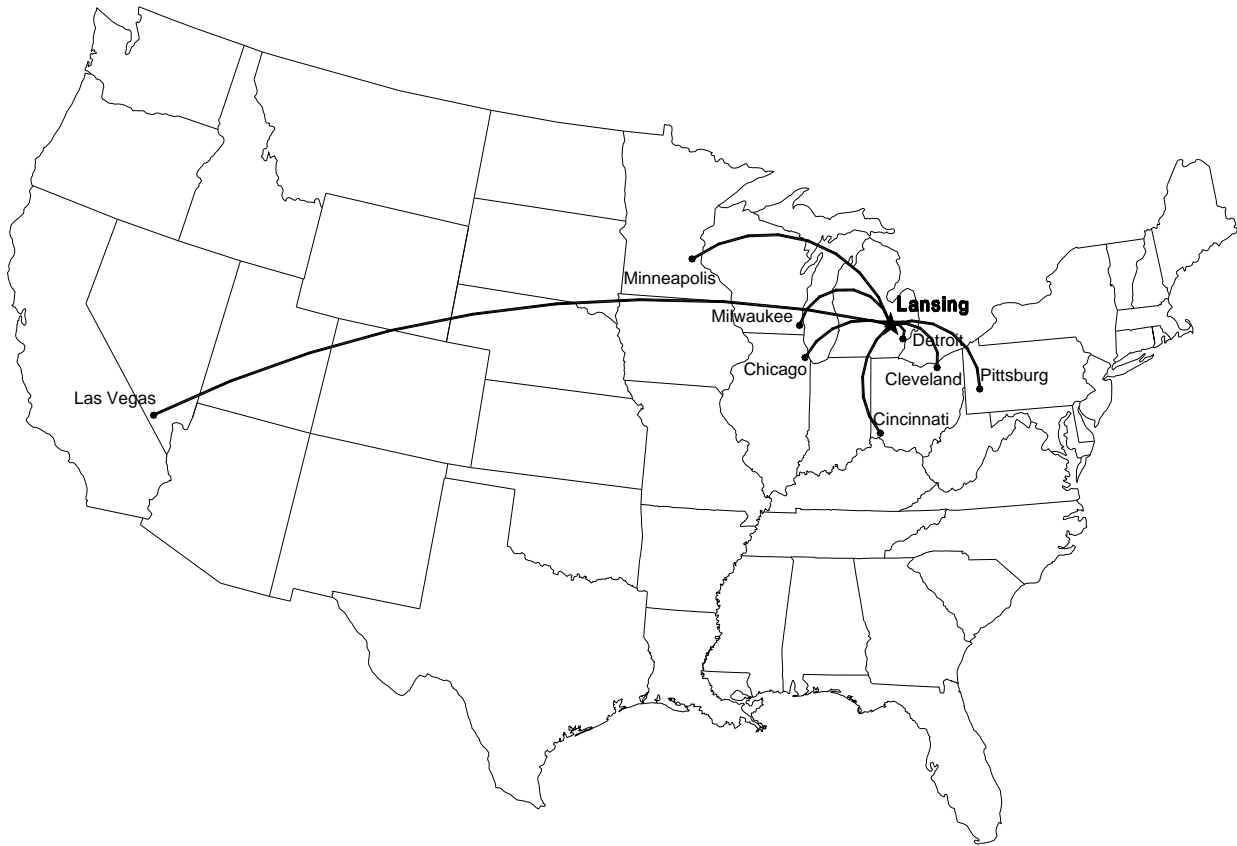 Minneapolis
Lansing
Milwaukee
Detroit
Chicago
Cleveland
Pittsburg
Las Vegas
Cincinnati